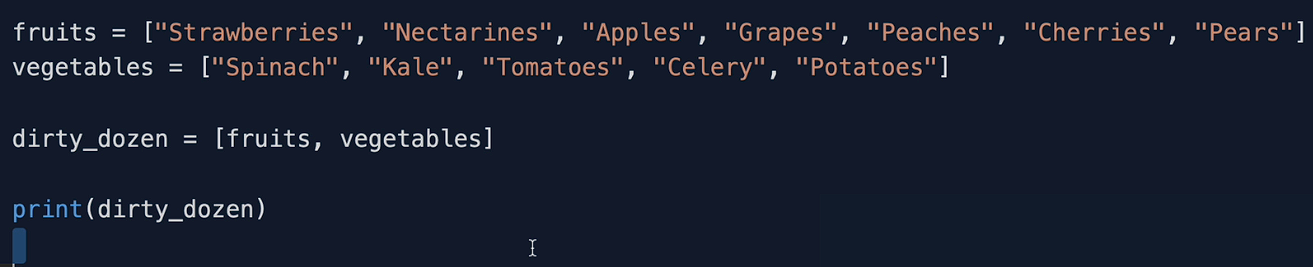 fruits = ["Strawberries", "Nectarines", "Apples", "Grapes", "Peaches", "Cherries", "Pears"]
vegetables = ["Spinach", "Kale", "Tomatoes", "Celery", "Potatoes"]
dirty_dozen = [fruits, vegetables]
print(dirty_dozen)